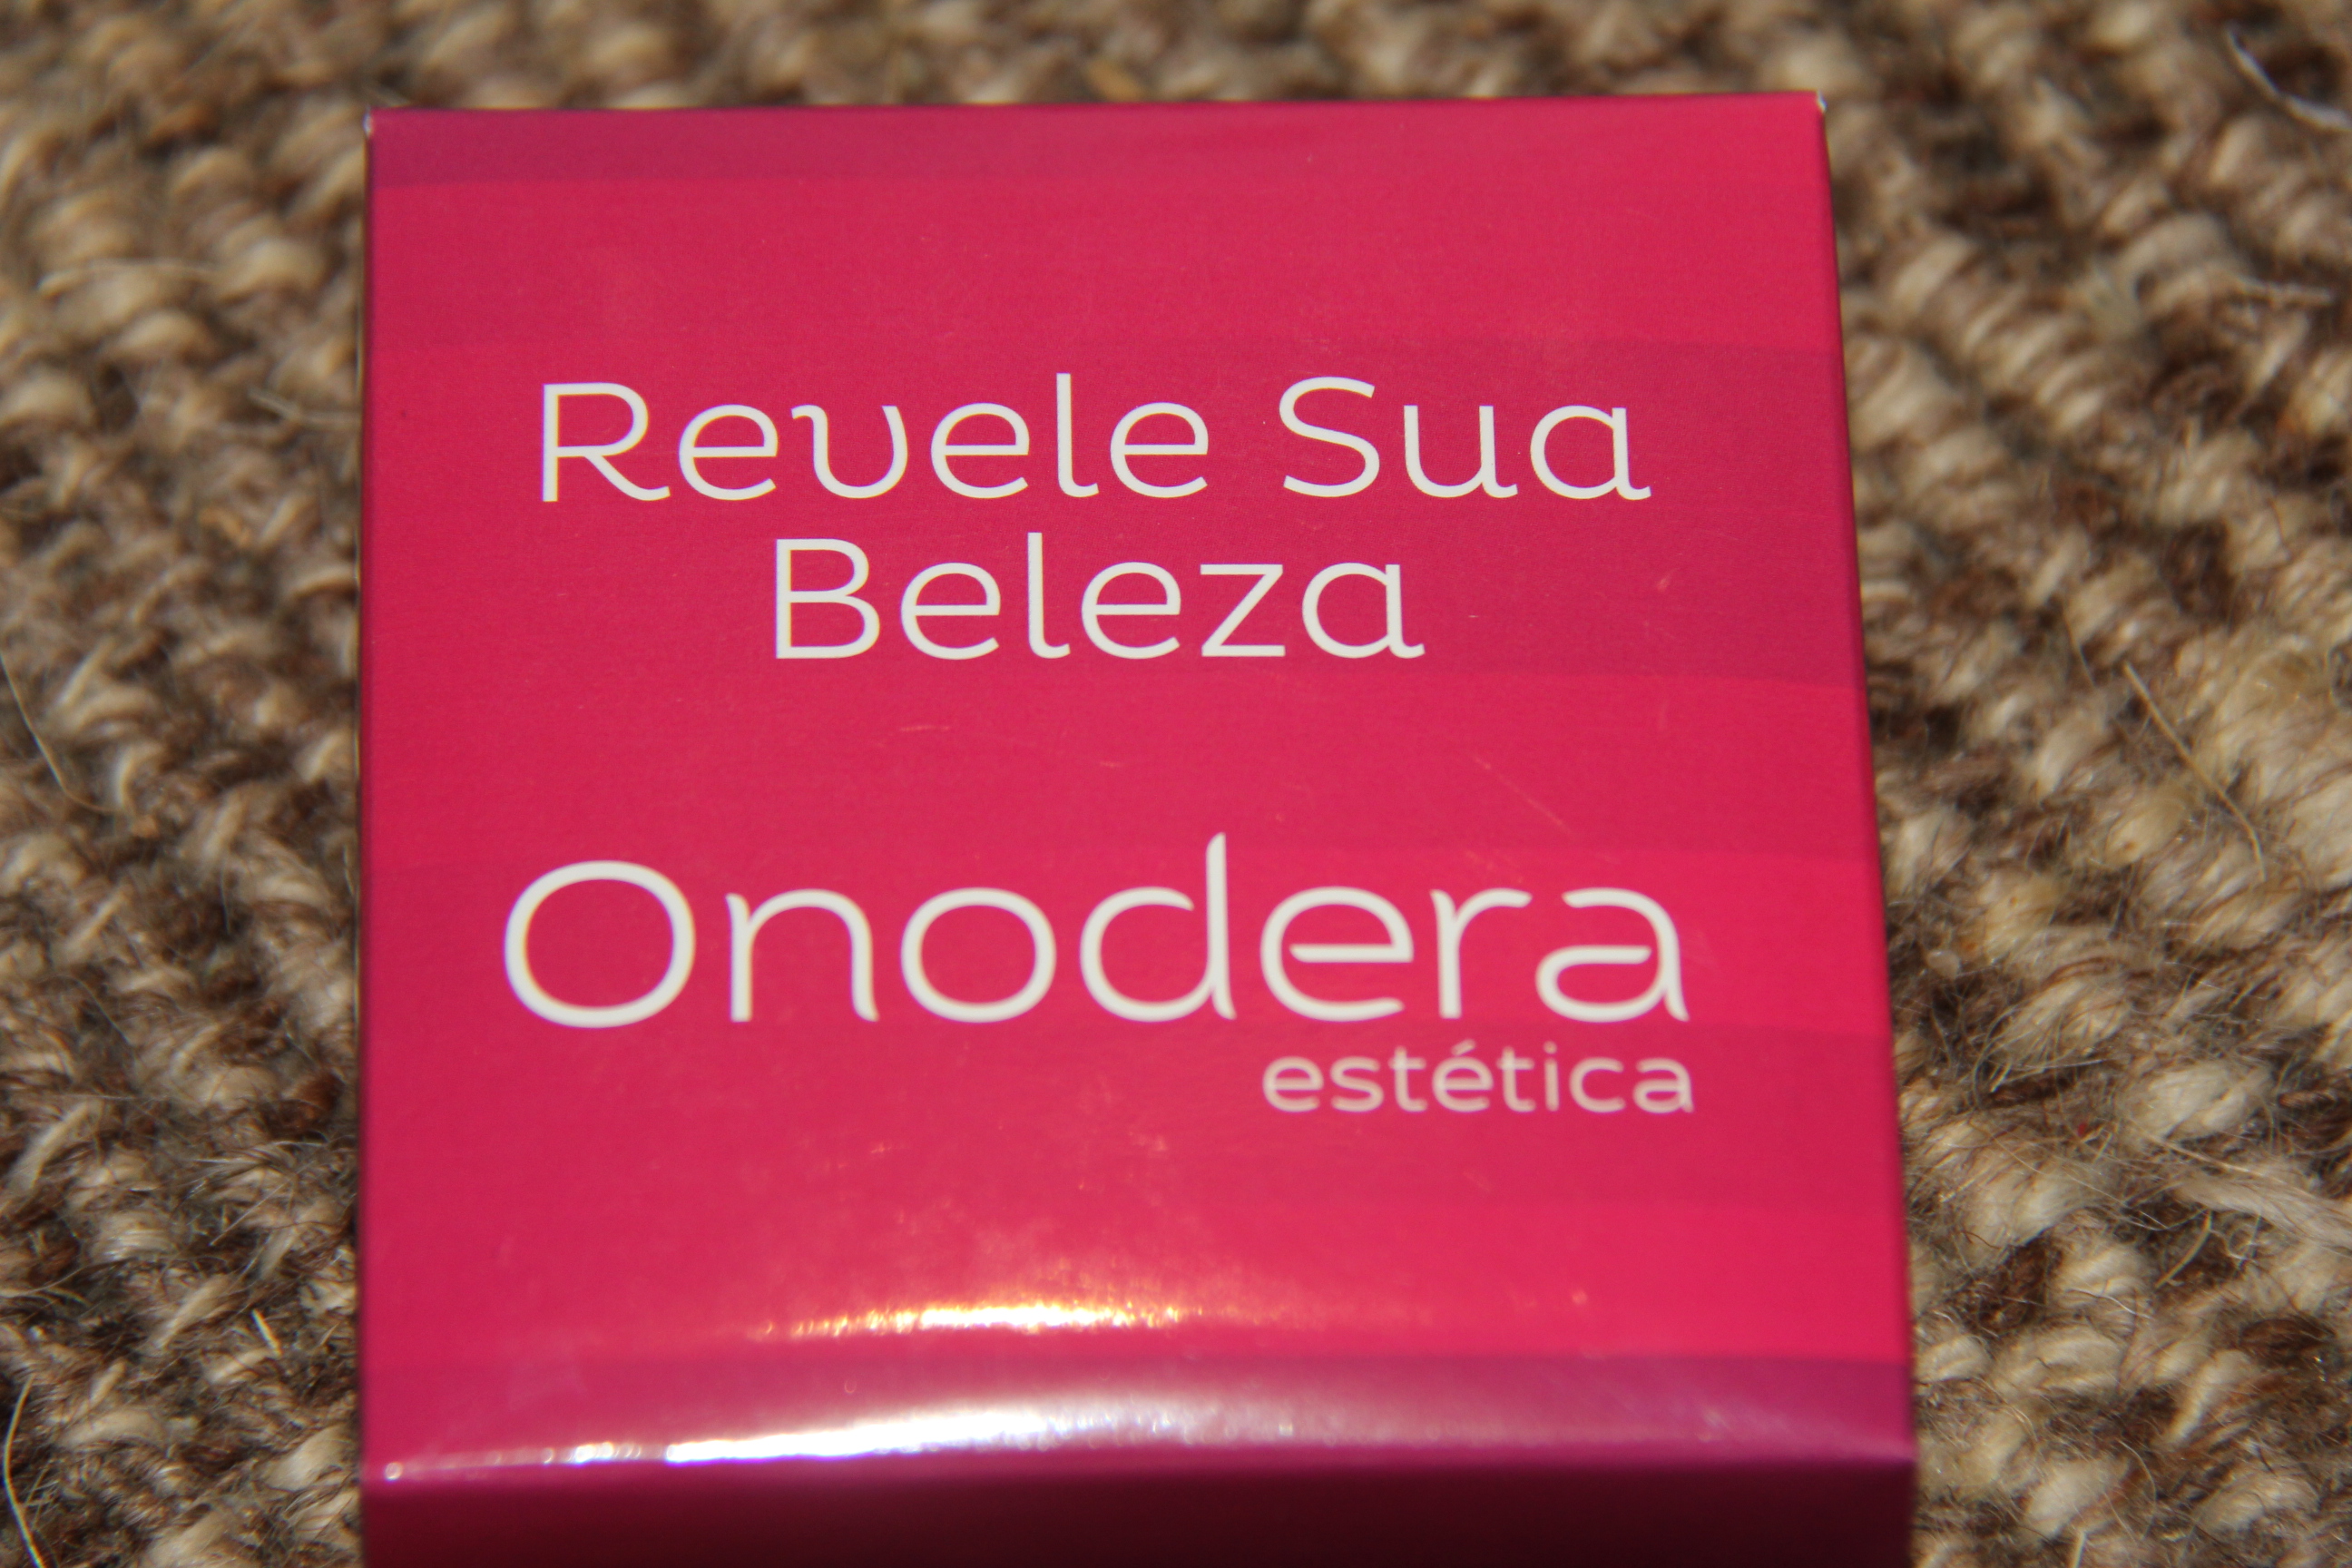 Revele Sua
Beleza
Onodera
estética